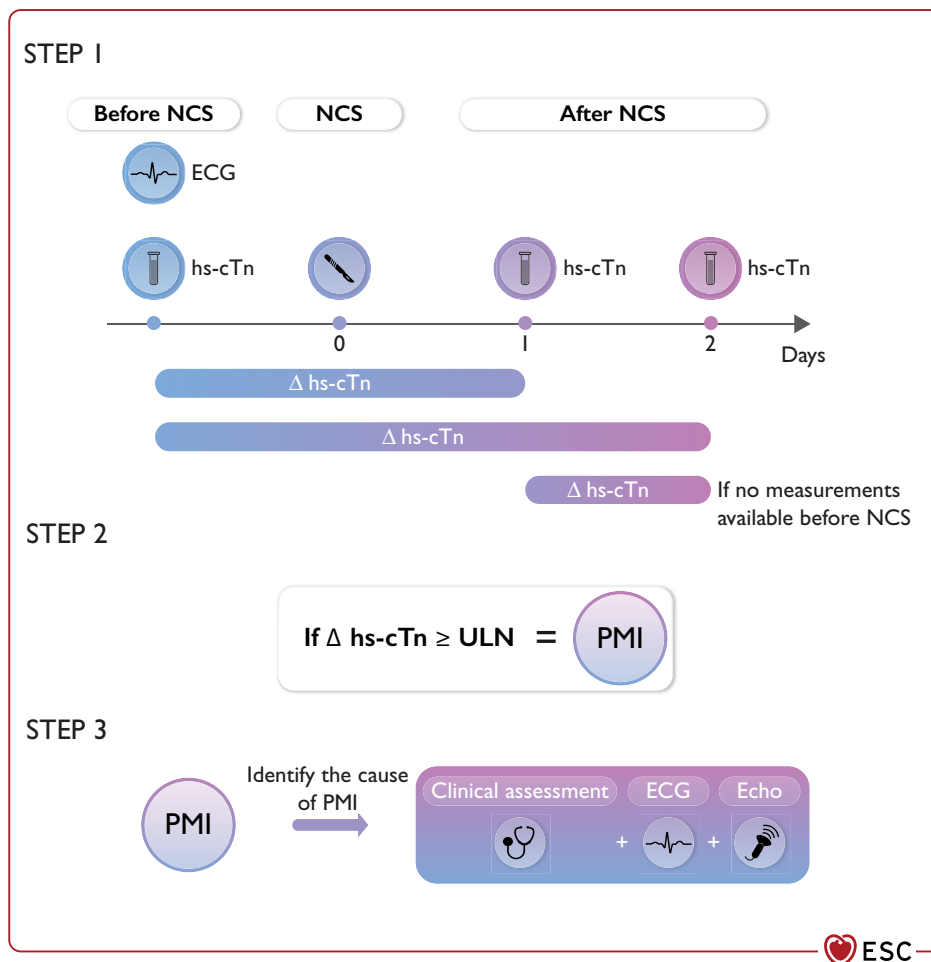 STEP 1
Before NCS
NCS
After NCS
ECG
hs-cTn
hs-cTn
hs-cTn
0
1
2
Days
Δ hs-cTn
Δ hs-cTn
Δ hs-cTn
If no measurements
available before NCS
STEP 2
If Δ hs-cTn ≥ ULN = PMI
STEP 3
PMI
Identify the cause
of PMI
Clinical assessment
ECG
Echo
+
+
ESC